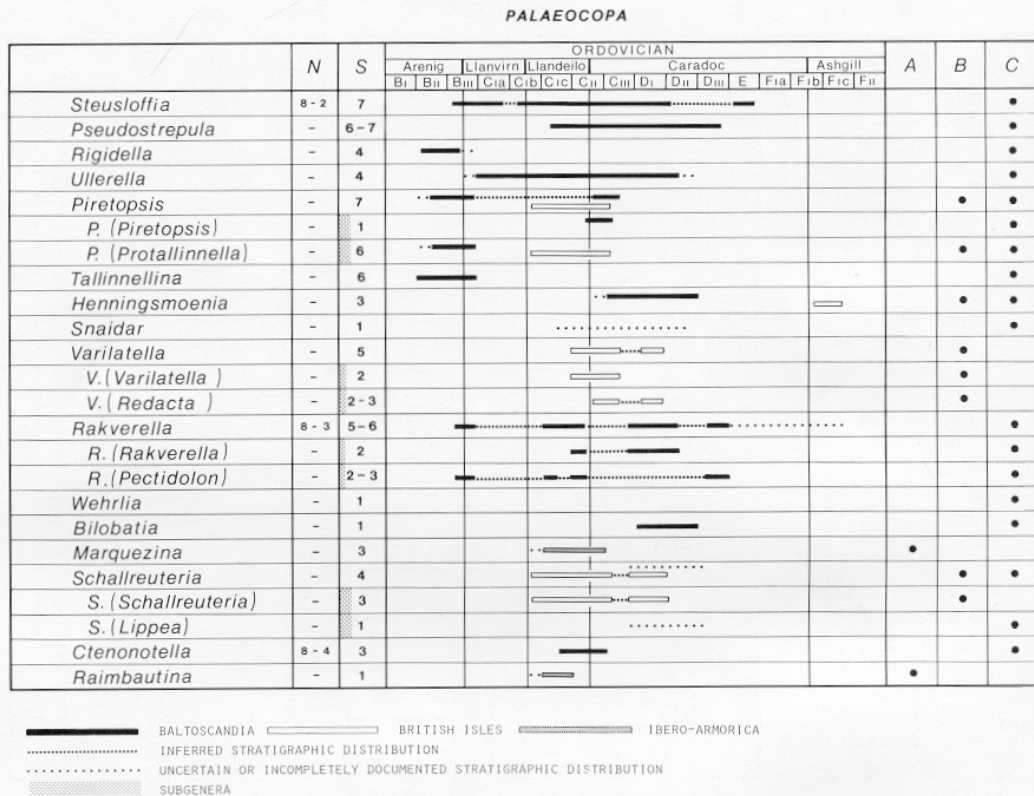 PALAEOCOPA
N S ORDOVICIAN A B C
Arenig Llanvirn Llandeilo Caradoc Ashgill
BI BII BIII CIa CIb CIc CII CIII DI DII DIII E FIa FIb FIc FII
Steusloffia 8-2 7 •
Pseudostrepula - 6-7 •
Rigidella - 4 •
Ullerella - 4 •
Piretopsis - 7 • •
P. (Piretopsis) - 1 •
P. (Protallinnella) - 6 • •
Tallinnellina - 6 •
Henningsmoenia - 3 • •
Snaidar - 1 •
Varilatella - 5 •
V. (Varilatella ) - 2 •
V. (Redacta ) - 2-3 •
Rakverella 8-3 5-6 •
R. (Rakverella) - 2 •
R. (Pectidolon) - 2-3 •
Wehrlia - 1 •
Bilobatia - 1 •
Marquezina - 3 •
Schallreuteria - 4 • •
S. (Schallreuteria) - 3 •
S. (Lippea) - 1 •
Ctenonotella 8-4 3 •
Raimbautina - 1 •
BALTOSCANDIA BRITISH ISLES IBERO-ARMORICA
INFERRED STRATIGRAPHIC DISTRIBUTION
UNCERTAIN OR INCOMPLETELY DOCUMENTED STRATIGRAPHIC DISTRIBUTION
SUBGENERA